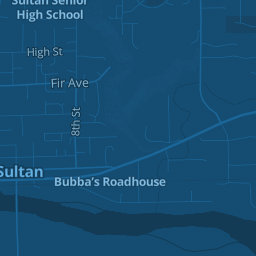 Sultan Senior
High School
High St
Fir Ave
8th St
Sultan
Bubba's Roadhouse